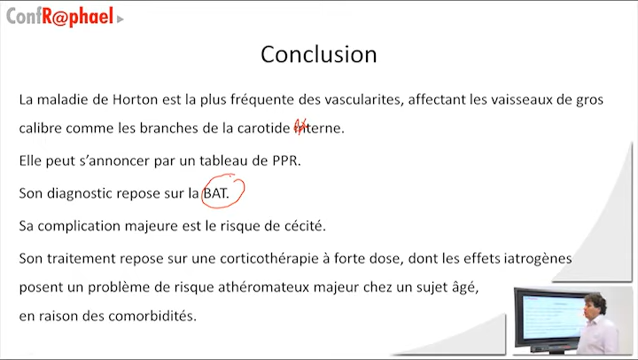 ConfR@phael
Conclusion
La maladie de Horton est la plus fréquente des vascularites, affectant les vaisseaux de gros
calibre comme les branches de la carotide terne.
Elle peut s'annoncer par un tableau de PPR.
Son diagnostic repose sur la BAT.
Sa complication majeure est le risque de cécité.
Son traitement repose sur une corticothérapie à forte dose, dont les effets iatrogènes
posent un problème de risque athéromateux majeur chez un sujet âgé,
en raison des comorbidités.